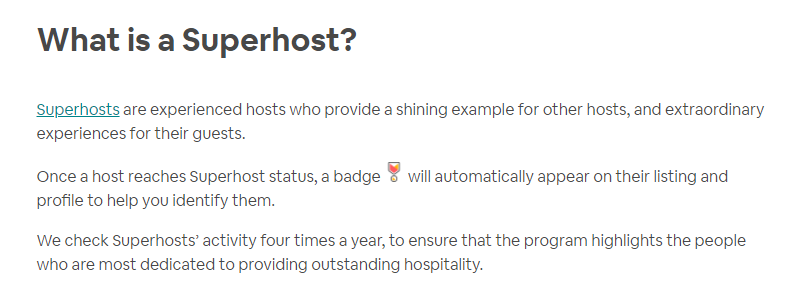 What is a Superhost?
Superhosts are experienced hosts who provide a shining example for other hosts, and extraordinary
experiences for their guests.
Once a host reaches Superhost status, a badge will automatically appear on their listing and
profile to help you identify them.
We check Superhosts’ activity four times a year, to ensure that the program highlights the people
who are most dedicated to providing outstanding hospitality.